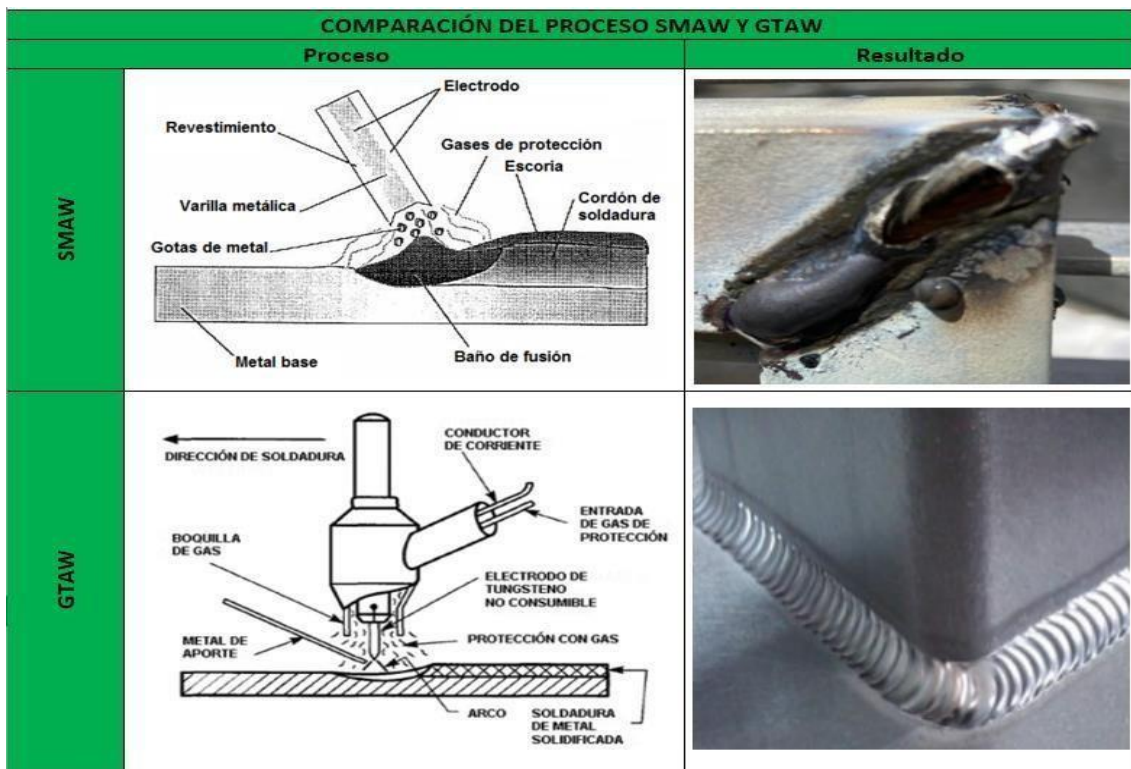 COMPARACIÓN DEL PROCESO SMAW Y GTAW
Proceso
Resultado
SMAW
Electrodo
Revestimiento
Gases de protección
Escoria
Varilla metálica
Cordón de
soldadura
Gotas de metal
Metal base
Baño de fusión
GTAW
DIRECCIÓN DE SOLDADURA
CONDUCTOR
DE CORRIENTE
ENTRADA
DE GAS DE
PROTECCIÓN
BOQUILLA
DE GAS
ELECTRODO DE
TUNGSTENO
NO CONSUMIBLE
METAL DE
APORTE
PROTECCIÓN CON GAS
ARCO
SOLDADURA
DE METAL
SOLIDIFICADA